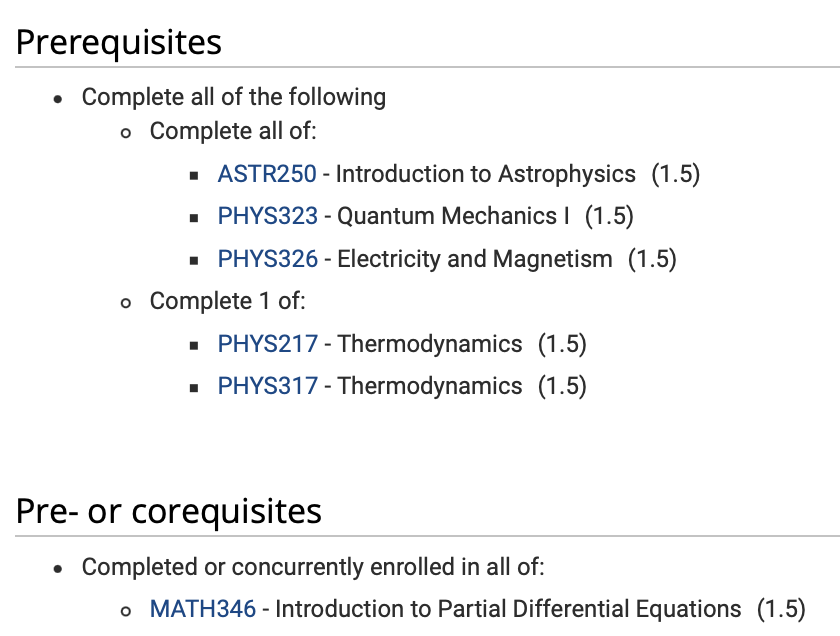 Prerequisites
• Complete all of the following
○ Complete all of:
▪ ASTR250 - Introduction to Astrophysics (1.5)
▪ PHYS323 - Quantum Mechanics I (1.5)
▪ PHYS326 - Electricity and Magnetism (1.5)
○ Complete 1 of:
▪ PHYS217 - Thermodynamics (1.5)
▪ PHYS317 - Thermodynamics (1.5)
Pre- or corequisites
• Completed or concurrently enrolled in all of:
○ MATH346 - Introduction to Partial Differential Equations (1.5)